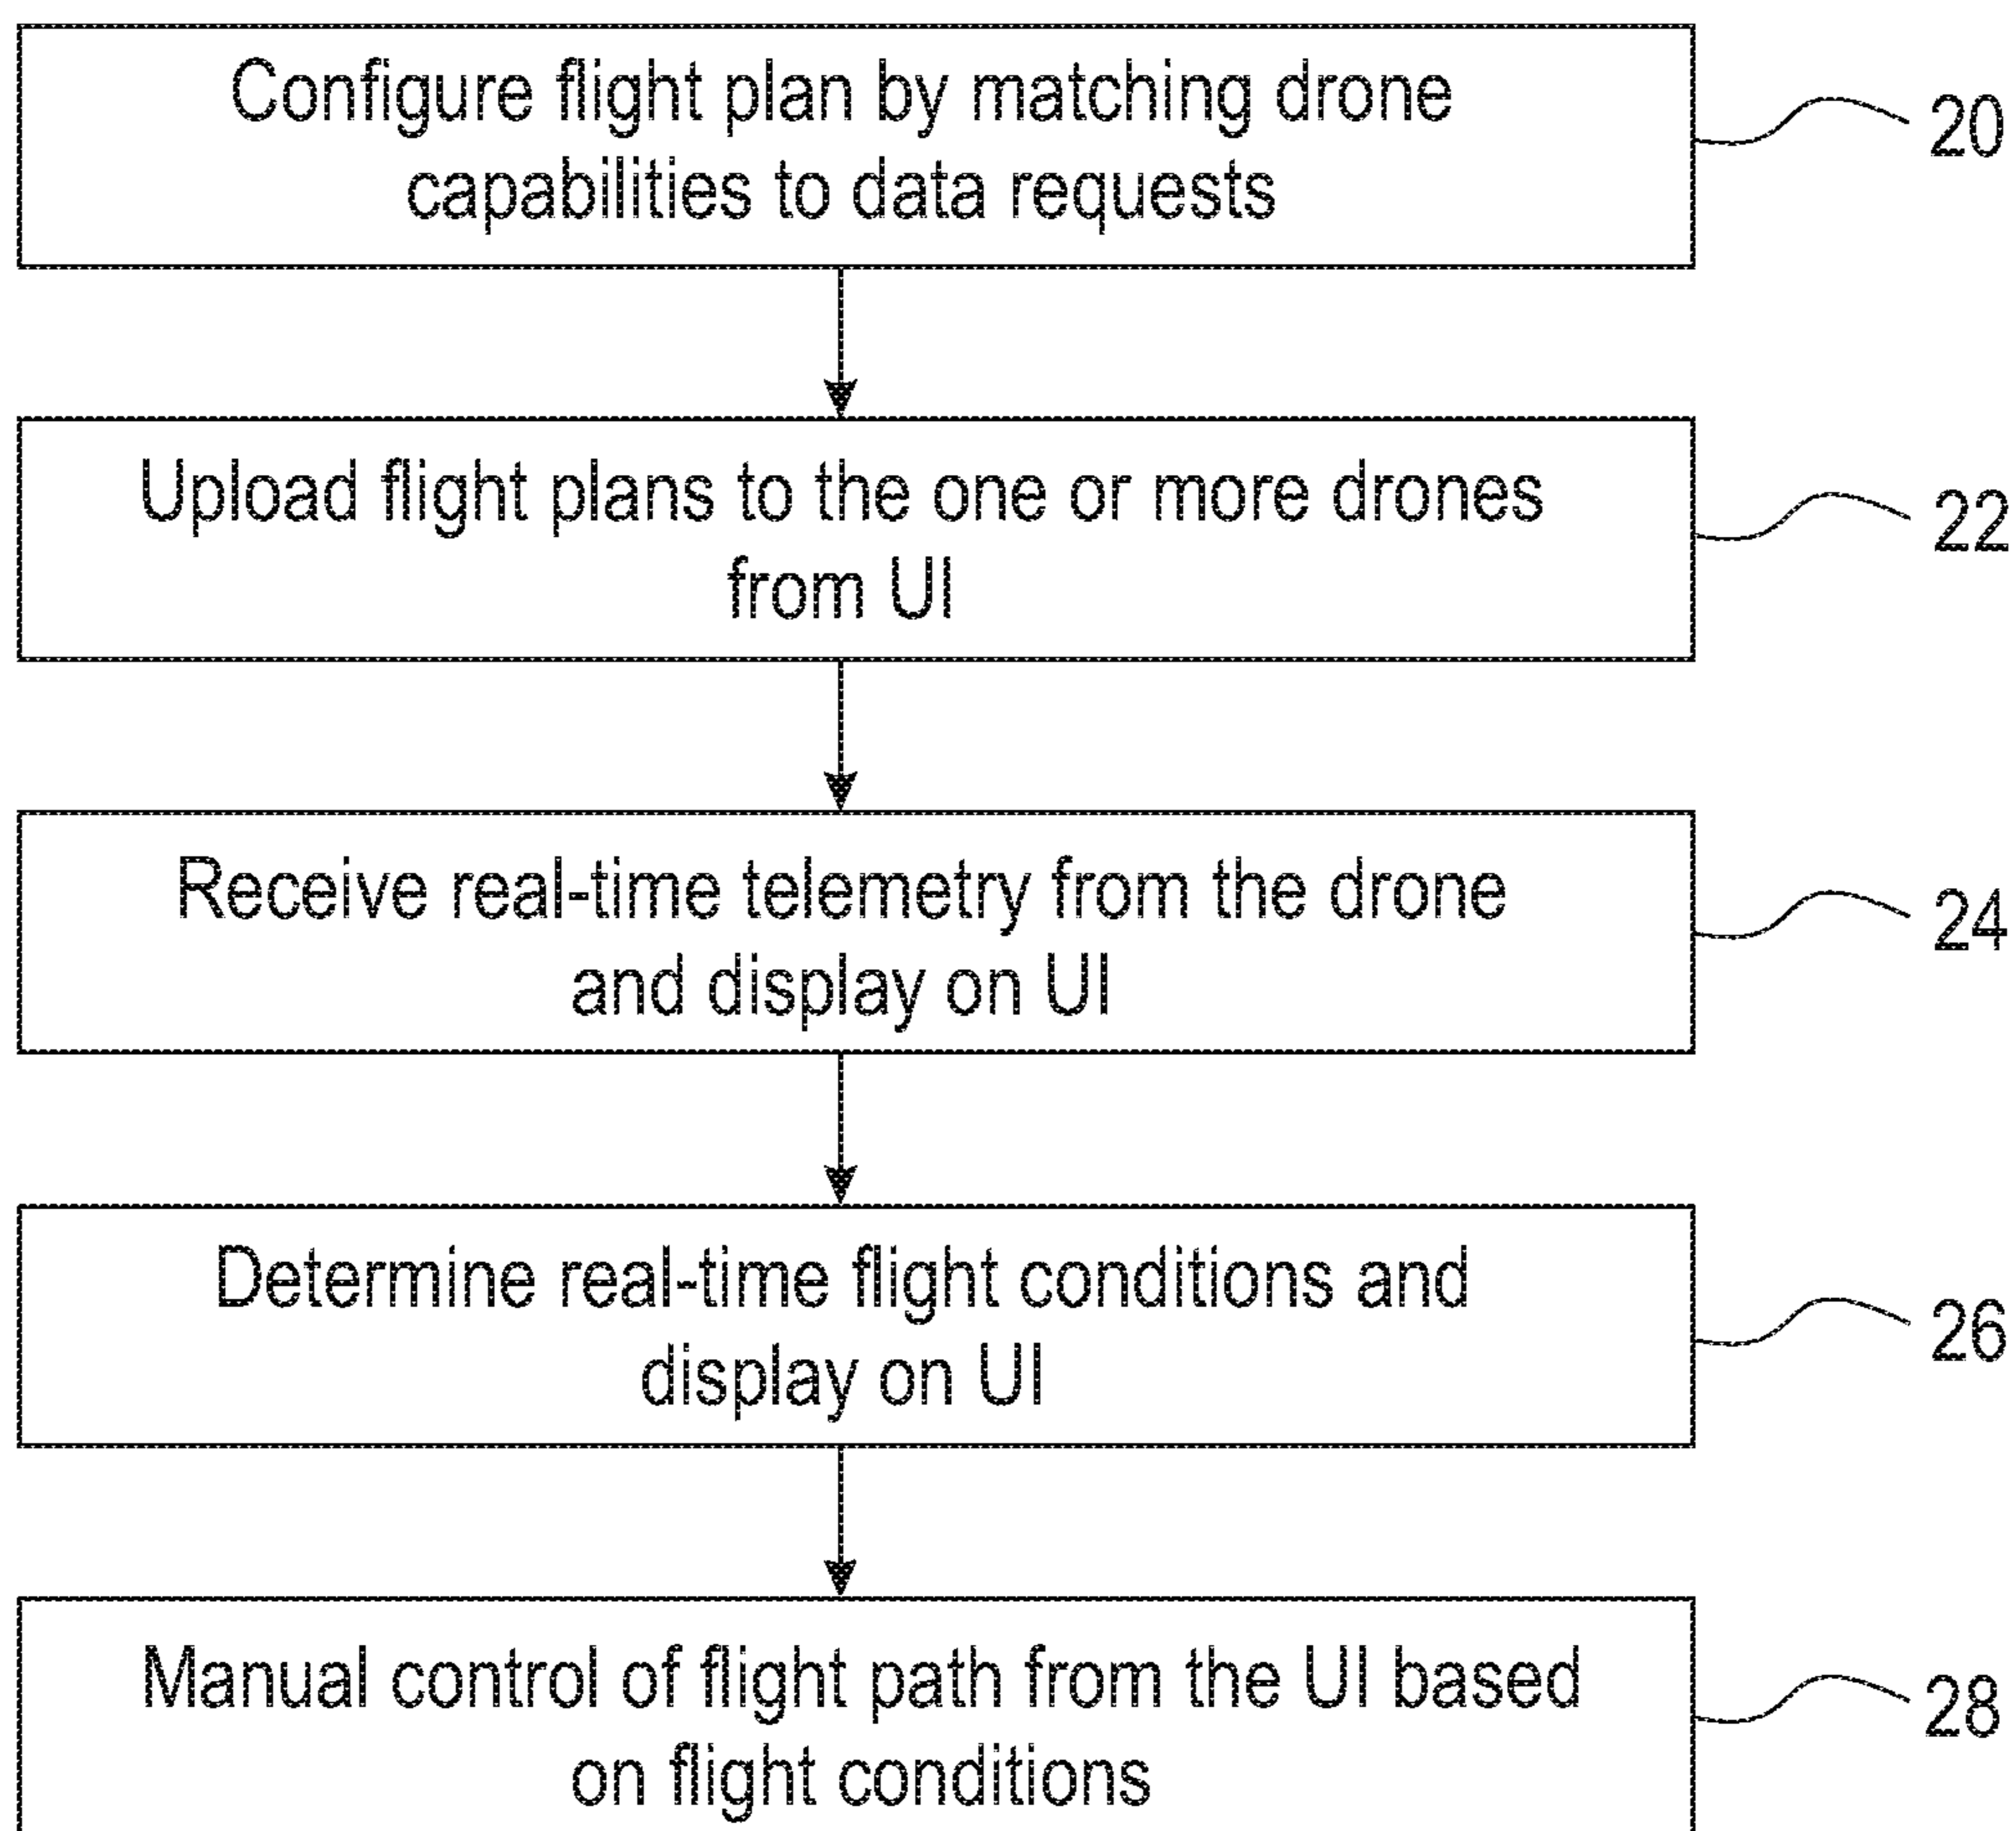 Configure flight plan by matching drone
capabilities to data requests
20
Upload flight plans to the one or more drones
from UI
22
Receive real-time telemetry from the drone
and display on UI
24
Determine real-time flight conditions and
display on UI
26
Manual control of flight path from the UI based
on flight conditions
28